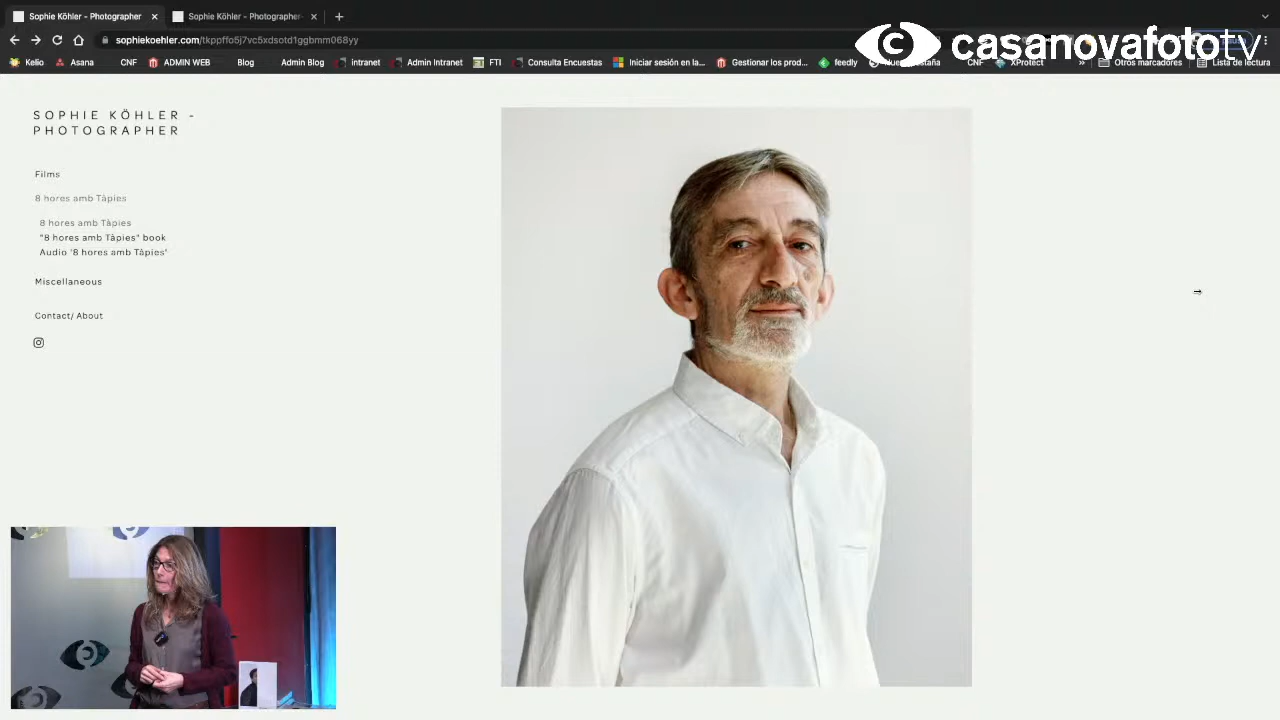 Sophie Köhler - Photographer
Sophie Köhler - Photographer
sophiekoehler.com/tkppffo5j7vc5xdsotd1ggbmm068yy
casanovafototv
Kelio
Asana
CNF
ADMIN WEB
Blog
Admin Blog
intranet
Admin Intranet
FTI
Consulta Encuestas
Iniciar sesión en la...
Gestionar los prod...
feedly
CNF
XProtect
»
Otros marcadores
Lista de lectura
SOPHIE KÖHLER -
PHOTOGRAPHER
Films
8 hores amb Tàpies
8 hores amb Tàpies
"8 hores amb Tàpies" book
Audio '8 hores amb Tàpies'
Miscellaneous
Contact/ About